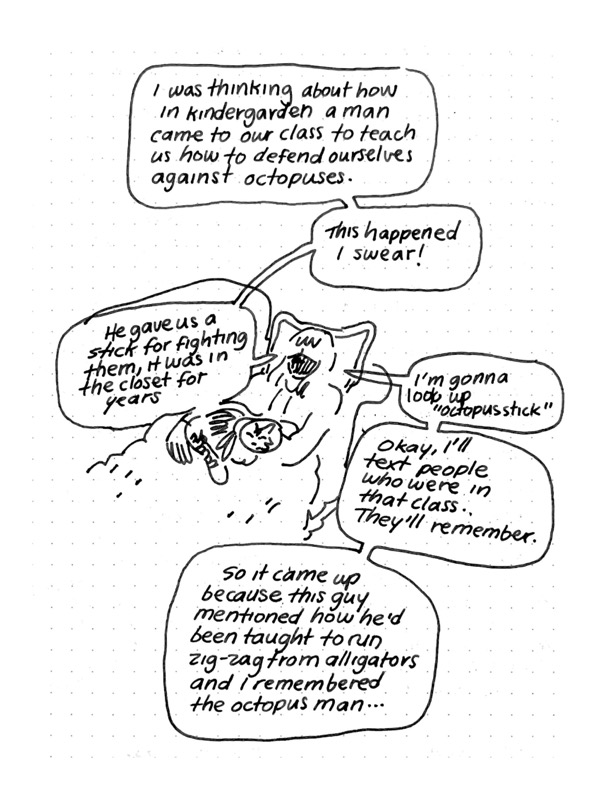 I was thinking about how
in kindergarden a man
came to our class to teach
us how to defend ourselves
against octopuses.
This happened
I swear!
He gave us a
stick for fighting
them, it was in
the closet for
years
I'm gonna
look up
"octopus stick"
Okay, I'll
text people
who were in
that class..
They'll remember.
So it came up
because this guy
mentioned how he'd
been taught to run
zig-zag from alligators
and i remembered
the octopus man...